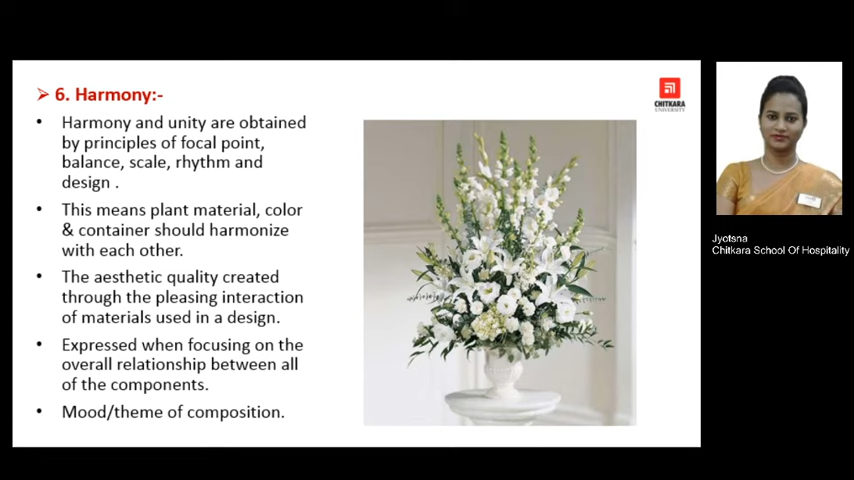 ➢ 6. Harmony:-
• Harmony and unity are obtained
by principles of focal point,
balance, scale, rhythm and
design .
• This means plant material, color
& container should harmonize
with each other.
• The aesthetic quality created
through the pleasing interaction
of materials used in a design.
• Expressed when focusing on the
overall relationship between all
of the components.
• Mood/theme of composition.
CHITKARA
UNIVERSITY
Jyotsna
Chitkara School Of Hospitality